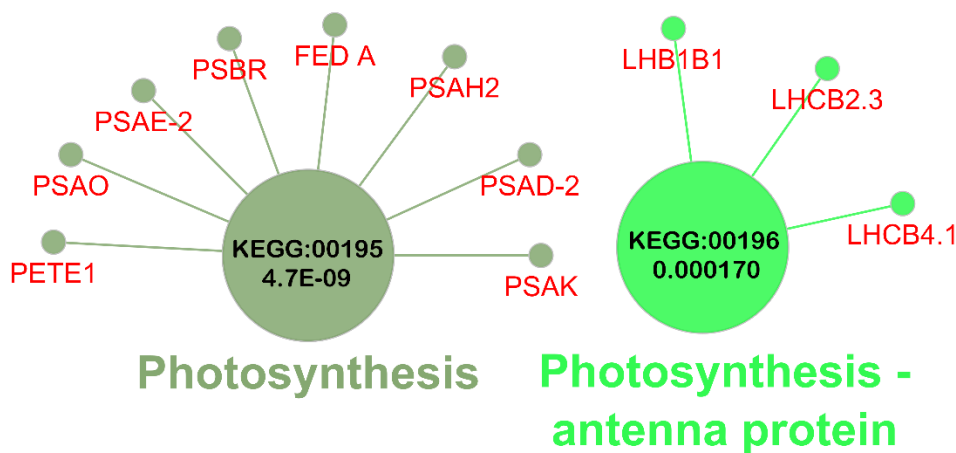 PSBR
FED A
PSAH2
PSAE-2
PSAO
PSAD-2
PETE1
PSAK
KEGG:00195
4.7E-09
Photosynthesis
LHB1B1
LHCB2.3
LHCB4.1
KEGG:00196
0.000170
Photosynthesis -
antenna protein